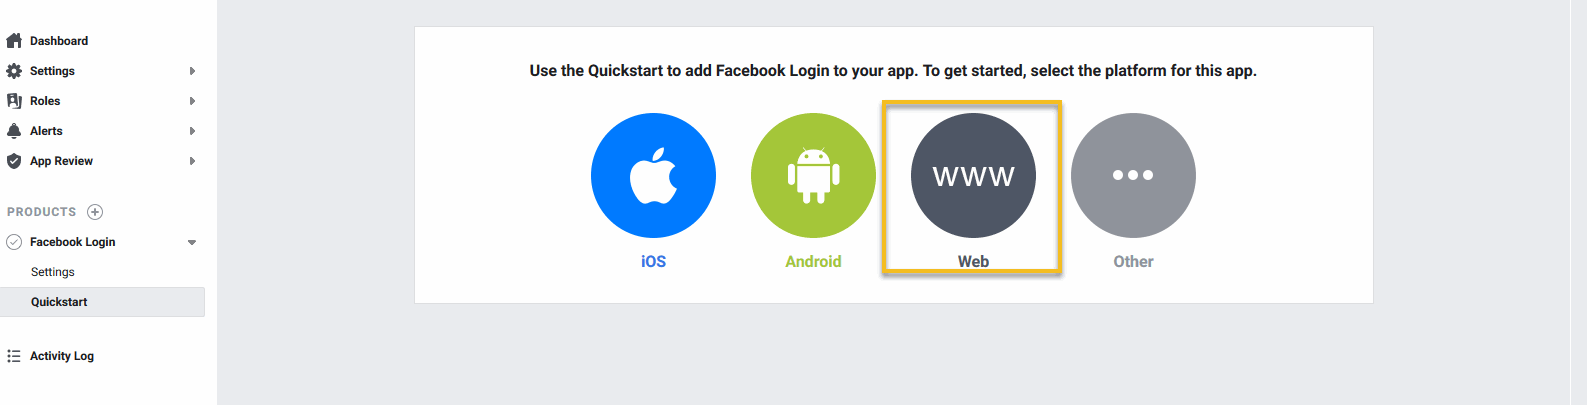 Dashboard
Settings
Roles
Alerts
App Review
PRODUCTS
Facebook Login
Settings
Quickstart
Activity Log
Use the Quickstart to add Facebook Login to your app. To get started, select the platform for this app.
www
iOS
Android
Web
Other